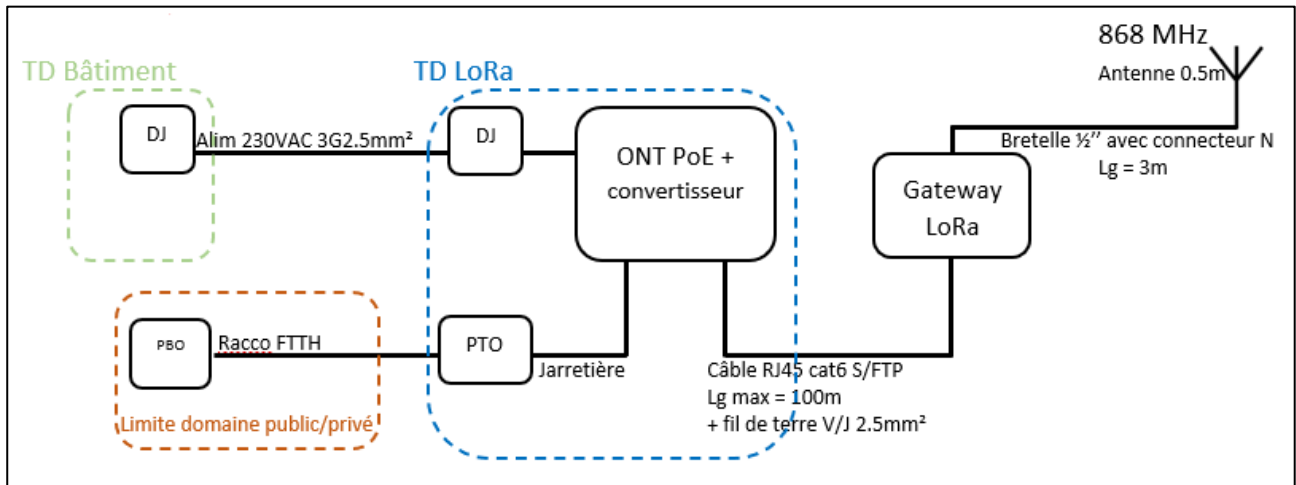 868 MHz
Antenne 0.5m
TD Bâtiment
TD LoRa
DJ
Alim 230VAC 3G2.5mm²
DJ
ONT PoE +
convertisseur
Bretelle ½’’ avec connecteur N
Lg = 3m
Gateway
LoRa
PBO
Racco FTTH
PTO
Jarretière
Câble RJ45 cat6 S/FTP
Lg max = 100m
+ fil de terre V/J 2.5mm²
Limite domaine public/privé